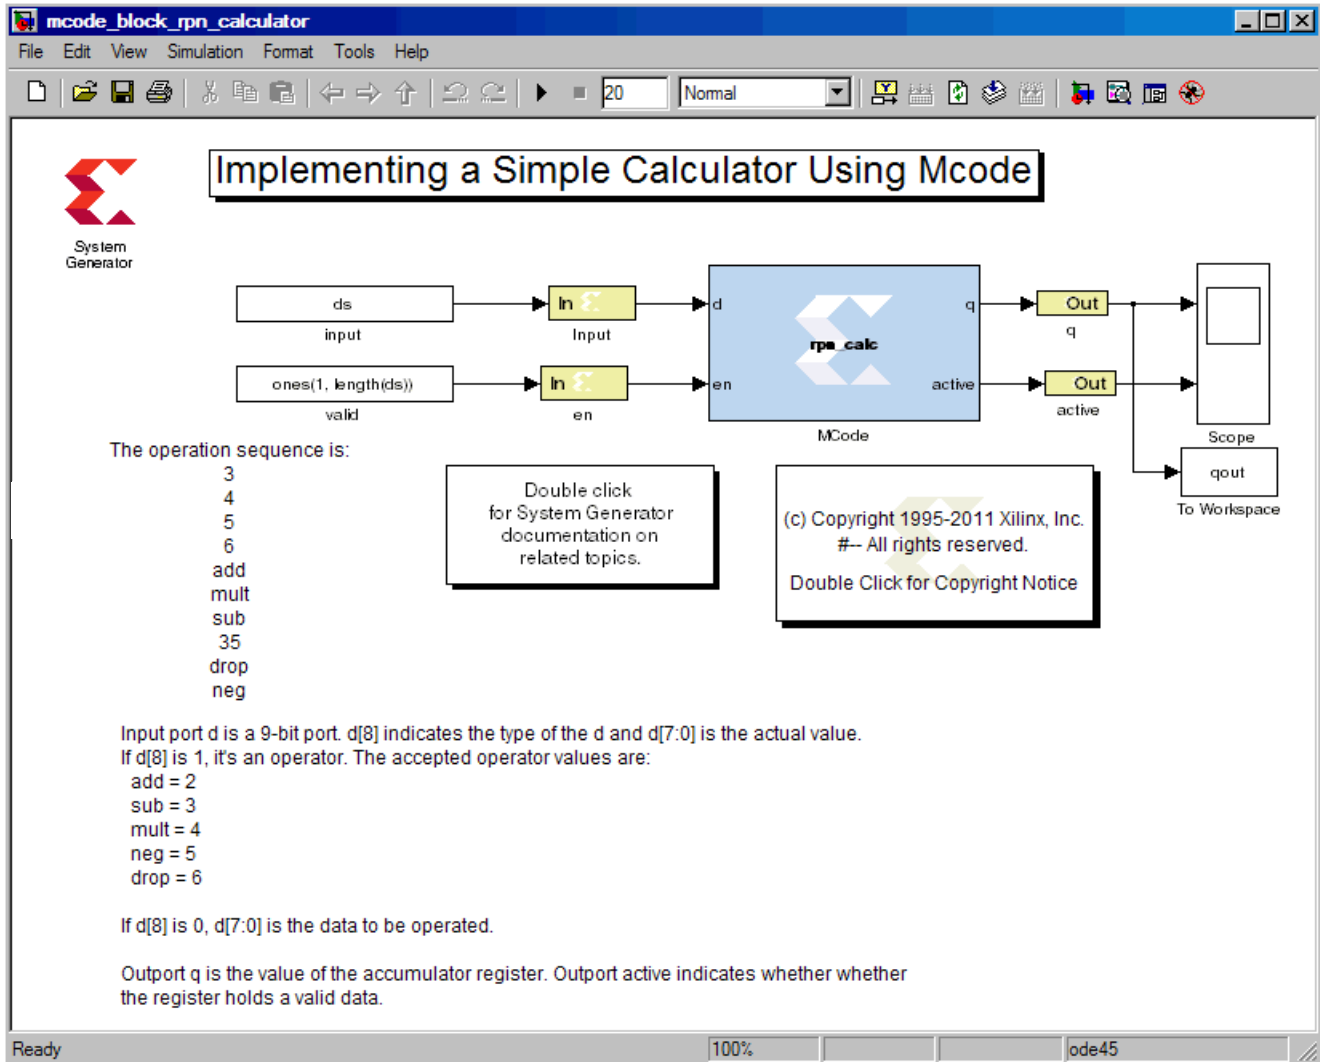 mcode_block_rpn_calculator
File Edit View Simulation Format Tools Help
20 Normal
Implementing a Simple Calculator Using Mcode
System
Generator
ds
input
In
Input
d
q
Out
q
rpn_calc
ones(1, length(ds))
valid
In
en
en
active
Out
active
MCode
Scope
qout
To Workspace
The operation sequence is:
3
4
5
6
add
mult
sub
35
drop
neg
Double click
for System Generator
documentation on
related topics.
(c) Copyright 1995-2011 Xilinx, Inc.
#-- All rights reserved.
Double Click for Copyright Notice
Input port d is a 9-bit port. d[8] indicates the type of the d and d[7:0] is the actual value.
If d[8] is 1, it's an operator. The accepted operator values are:
add = 2
sub = 3
mult = 4
neg = 5
drop = 6
If d[8] is 0, d[7:0] is the data to be operated.
Outport q is the value of the accumulator register. Outport active indicates whether whether
the register holds a valid data.
Ready 100% ode45